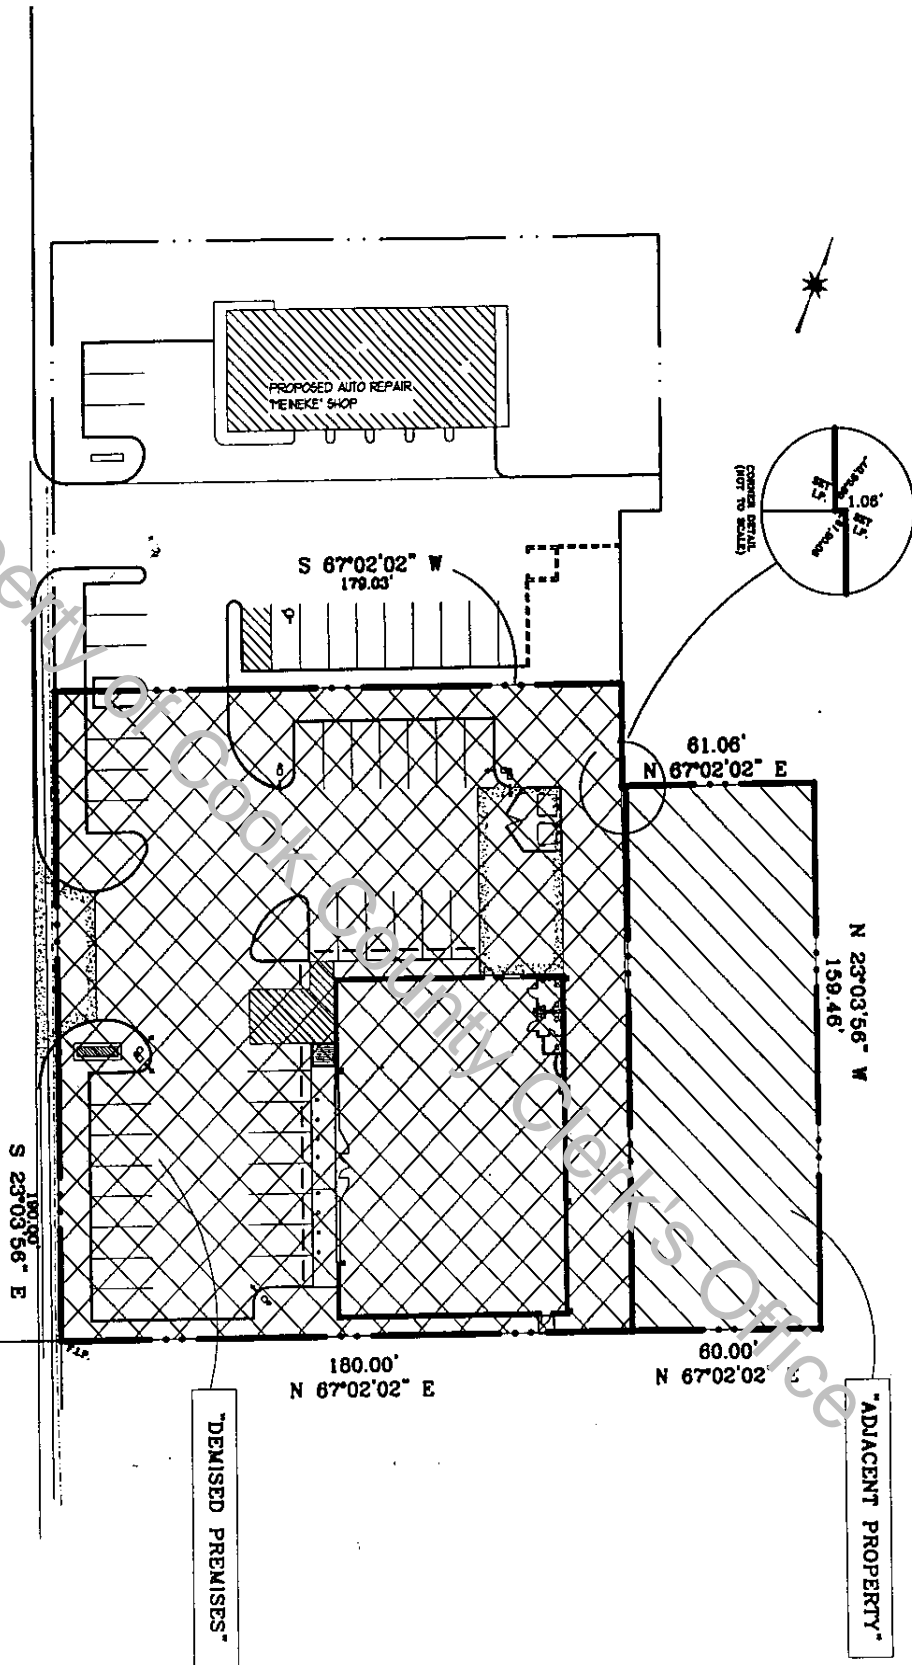 PROPOSED AUTO REPAIR
"MEINEKE" SHOP
CORNER DETAIL
(NOT TO SCALE)
1.06'
S 67°02'02" W
179.03'
61.06'
N 67°02'02" E
N 23°03'56" W
159.46'
190.00'
S 23°03'56" E
F.I.P.
180.00'
N 67°02'02" E
60.00'
N 67°02'02" E
"DEMISED PREMISES"
"ADJACENT PROPERTY"
erty of Cook County Clerk's Office